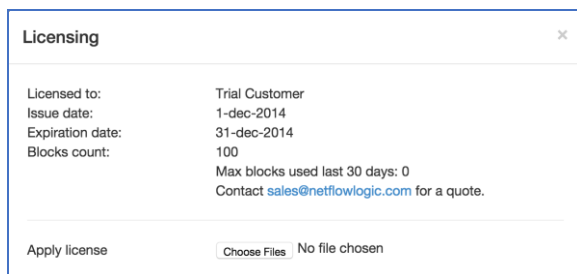 Licensing ×
Licensed to: Trial Customer
Issue date: 1-dec-2014
Expiration date: 31-dec-2014
Blocks count: 100
Max blocks used last 30 days: 0
Contact sales@netflowlogic.com for a quote.
Apply license Choose Files No file chosen